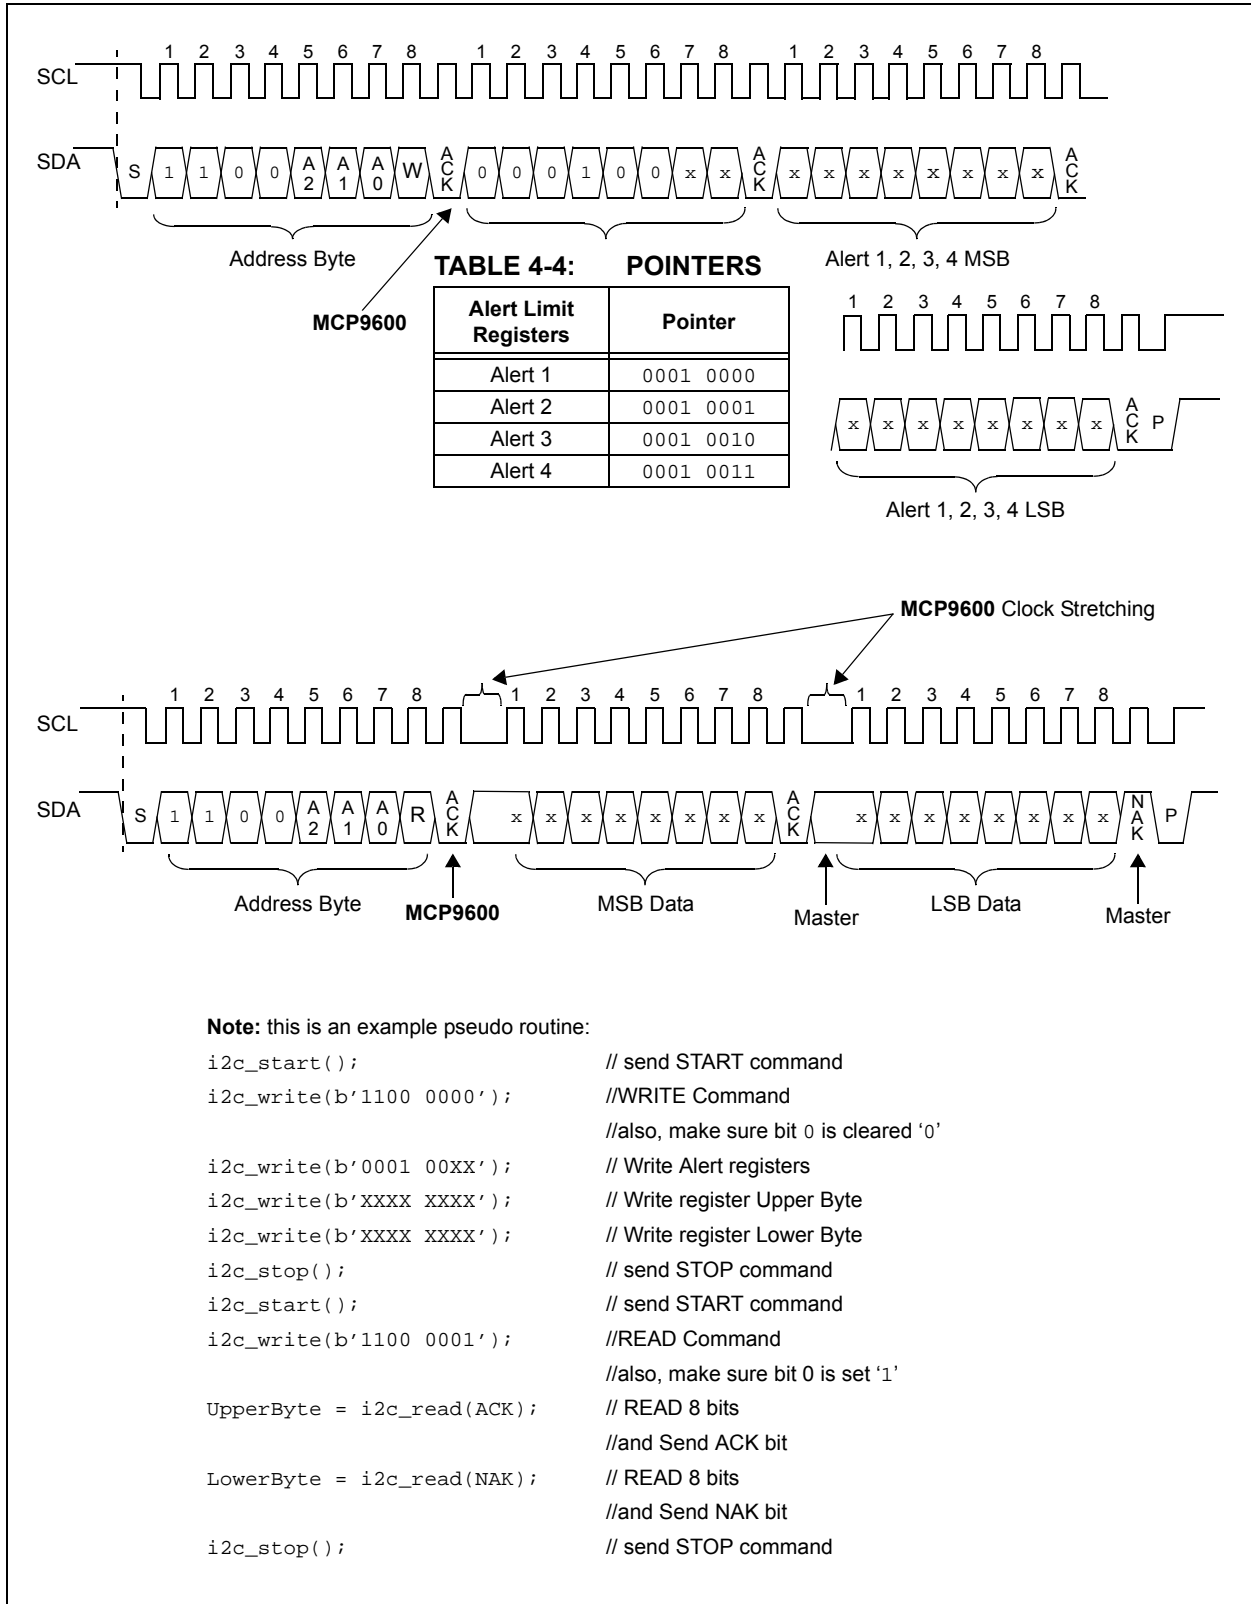 1 2 3 4 5 6 7 8 1 2 3 4 5 6 7 8 1 2 3 4 5 6 7 8
SCL
SDA S 1 1 0 0 A2 A1 A0 W ACK 0 0 0 1 0 0 x x ACK x x x x x x x x ACK
Address Byte
Alert 1, 2, 3, 4 MSB
MCP9600
TABLE 4-4: POINTERS
Alert Limit Registers Pointer
Alert 1 0001 0000
Alert 2 0001 0001
Alert 3 0001 0010
Alert 4 0001 0011
1 2 3 4 5 6 7 8
x x x x x x x x ACK P
Alert 1, 2, 3, 4 LSB
MCP9600 Clock Stretching
1 2 3 4 5 6 7 8 1 2 3 4 5 6 7 8 1 2 3 4 5 6 7 8
SCL
SDA S 1 1 0 0 A2 A1 A0 R ACK x x x x x x x ACK x x x x x x x x NAK P
Address Byte MCP9600 MSB Data Master LSB Data Master
Note: this is an example pseudo routine:
i2c_start(); // send START command
i2c_write(b’1100 0000’); //WRITE Command
//also, make sure bit 0 is cleared ‘0’
i2c_write(b’0001 00XX’); // Write Alert registers
i2c_write(b’XXXX XXXX’); // Write register Upper Byte
i2c_write(b’XXXX XXXX’); // Write register Lower Byte
i2c_stop(); // send STOP command
i2c_start(); // send START command
i2c_write(b’1100 0001’); //READ Command
//also, make sure bit 0 is set ‘1’
UpperByte = i2c_read(ACK); // READ 8 bits
//and Send ACK bit
LowerByte = i2c_read(NAK); // READ 8 bits
//and Send NAK bit
i2c_stop(); // send STOP command